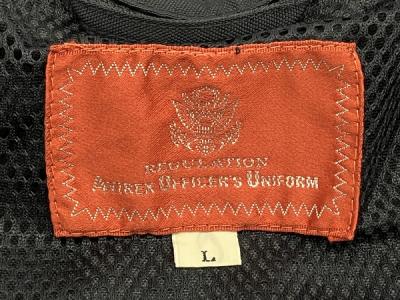 REGULATION
AVIREX OFFICER'S UNIFORM
L